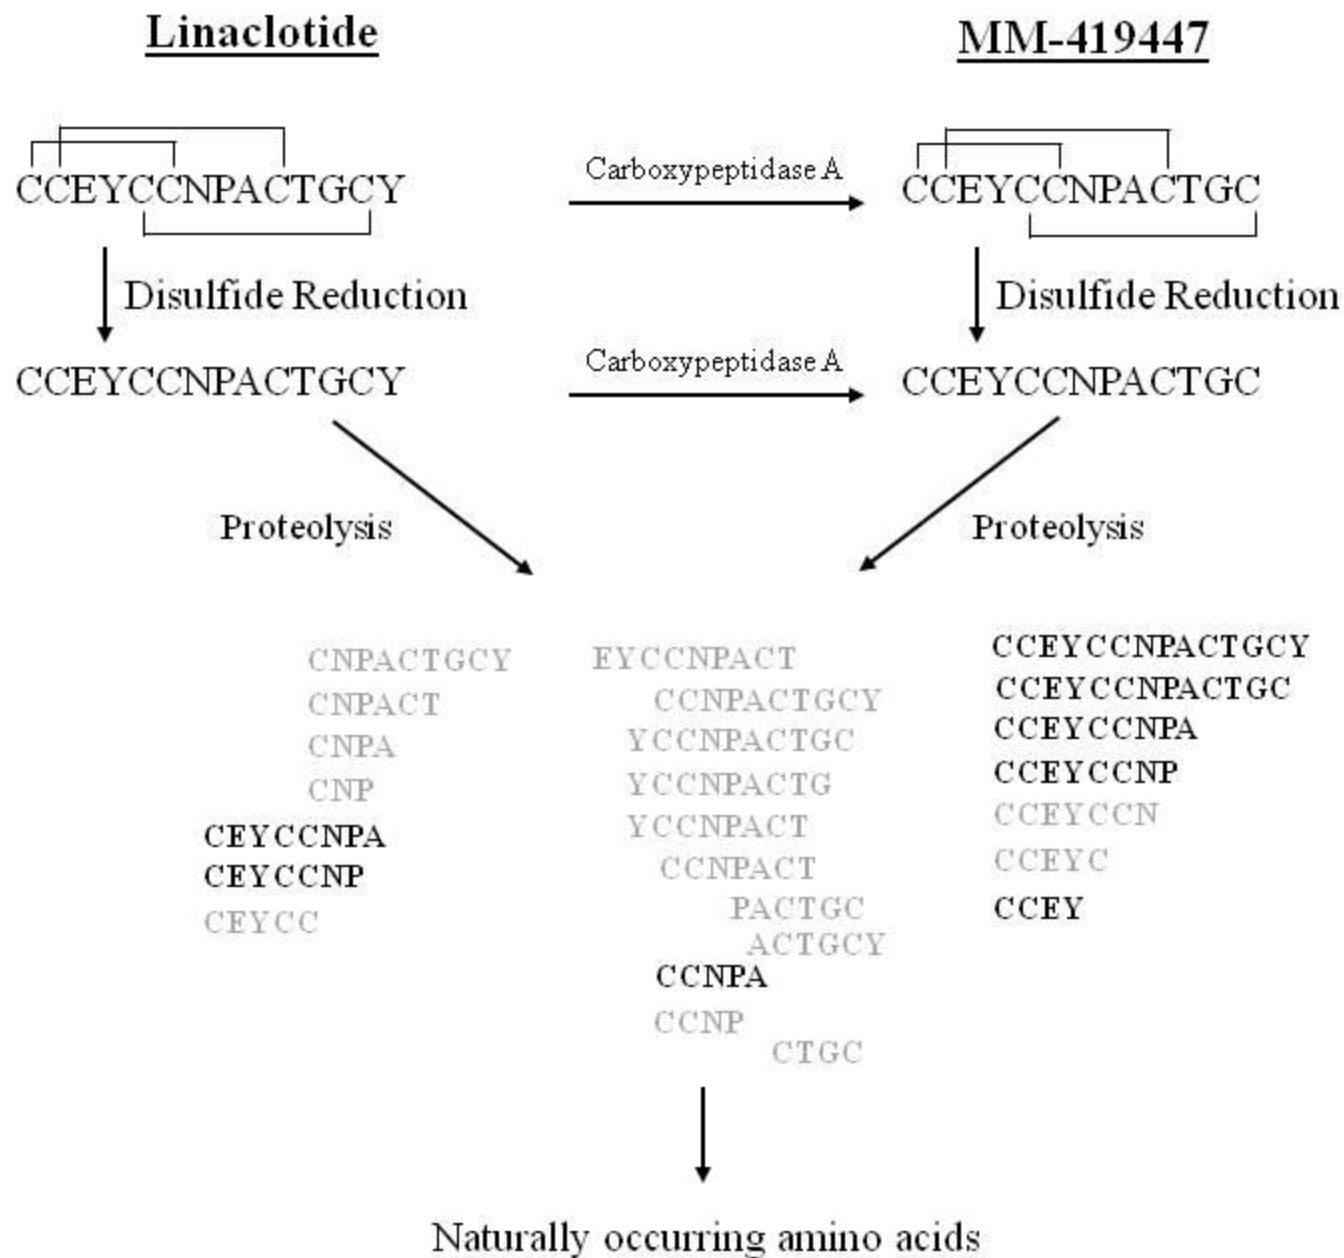 Linaclotide
MM-419447
CCEYCCNPACTGCY
Carboxypeptidase A
CCEYCCNPACTGC
Disulfide Reduction
Disulfide Reduction
CCEYCCNPACTGCY
Carboxypeptidase A
CCEYCCNPACTGC
Proteolysis
Proteolysis
CNPACTGCY
CNPACT
CNPA
CNP
CEYCCNPA
CEYCCNP
CEYCC
EYCCNPACT
CCNPACTGCY
YCCNPACTGC
YCCNPACTG
YCCNPACT
CCNPACT
PACTGC
ACTGCY
CCNPA
CCNP
CTGC
CCEYCCNPACTGCY
CCEYCCNPACTGC
CCEYCCNPA
CCEYCCNP
CCEYCCN
CCEYC
CCEY
Naturally occurring amino acids